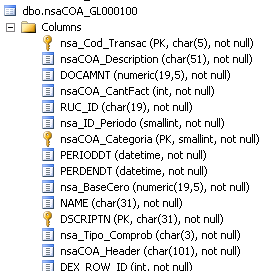 dbo.nsaCOA_GL000100
Columns
nsa_Cod_Transac (PK, char(5), not null)
nsaCOA_Description (char(51), not null)
DOCAMNT (numeric(19,5), not null)
nsaCOA_CantFact (int, not null)
RUC_ID (char(19), not null)
nsa_ID_Periodo (smallint, not null)
nsaCOA_Categoria (PK, smallint, not null)
PERIODDT (datetime, not null)
PERDENDT (datetime, not null)
nsa_BaseCero (numeric(19,5), not null)
NAME (char(31), not null)
DSCRIPTN (PK, char(31), not null)
nsa_Tipo_Comprob (char(3), not null)
nsaCOA_Header (char(101), not null)
DEX_ROW_ID (int, not null)